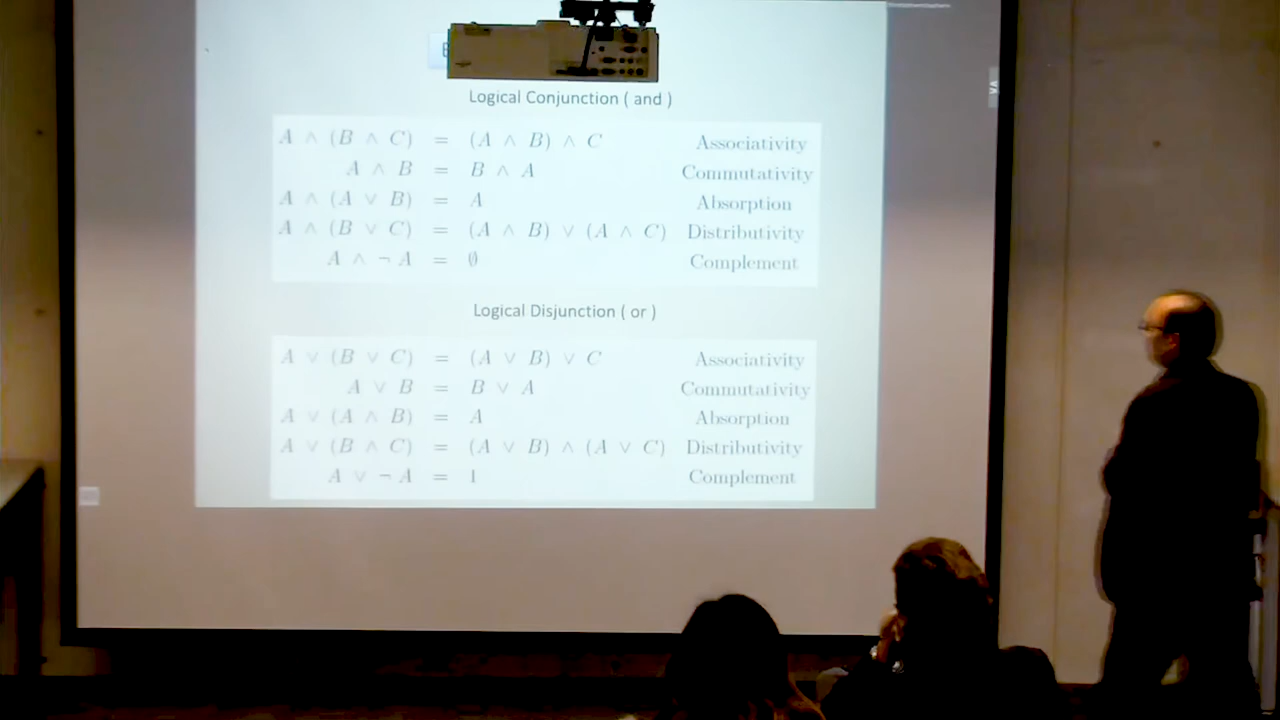 Logical Conjunction ( and )
A ∧ (B ∧ C) = (A ∧ B) ∧ C Associativity
A ∧ B = B ∧ A Commutativity
A ∧ (A ∨ B) = A Absorption
A ∧ (B ∨ C) = (A ∧ B) ∨ (A ∧ C) Distributivity
A ∧ ¬ A = ∅ Complement
Logical Disjunction ( or )
A ∨ (B ∨ C) = (A ∨ B) ∨ C Associativity
A ∨ B = B ∨ A Commutativity
A ∨ (A ∧ B) = A Absorption
A ∨ (B ∧ C) = (A ∨ B) ∧ (A ∨ C) Distributivity
A ∨ ¬ A = 1 Complement